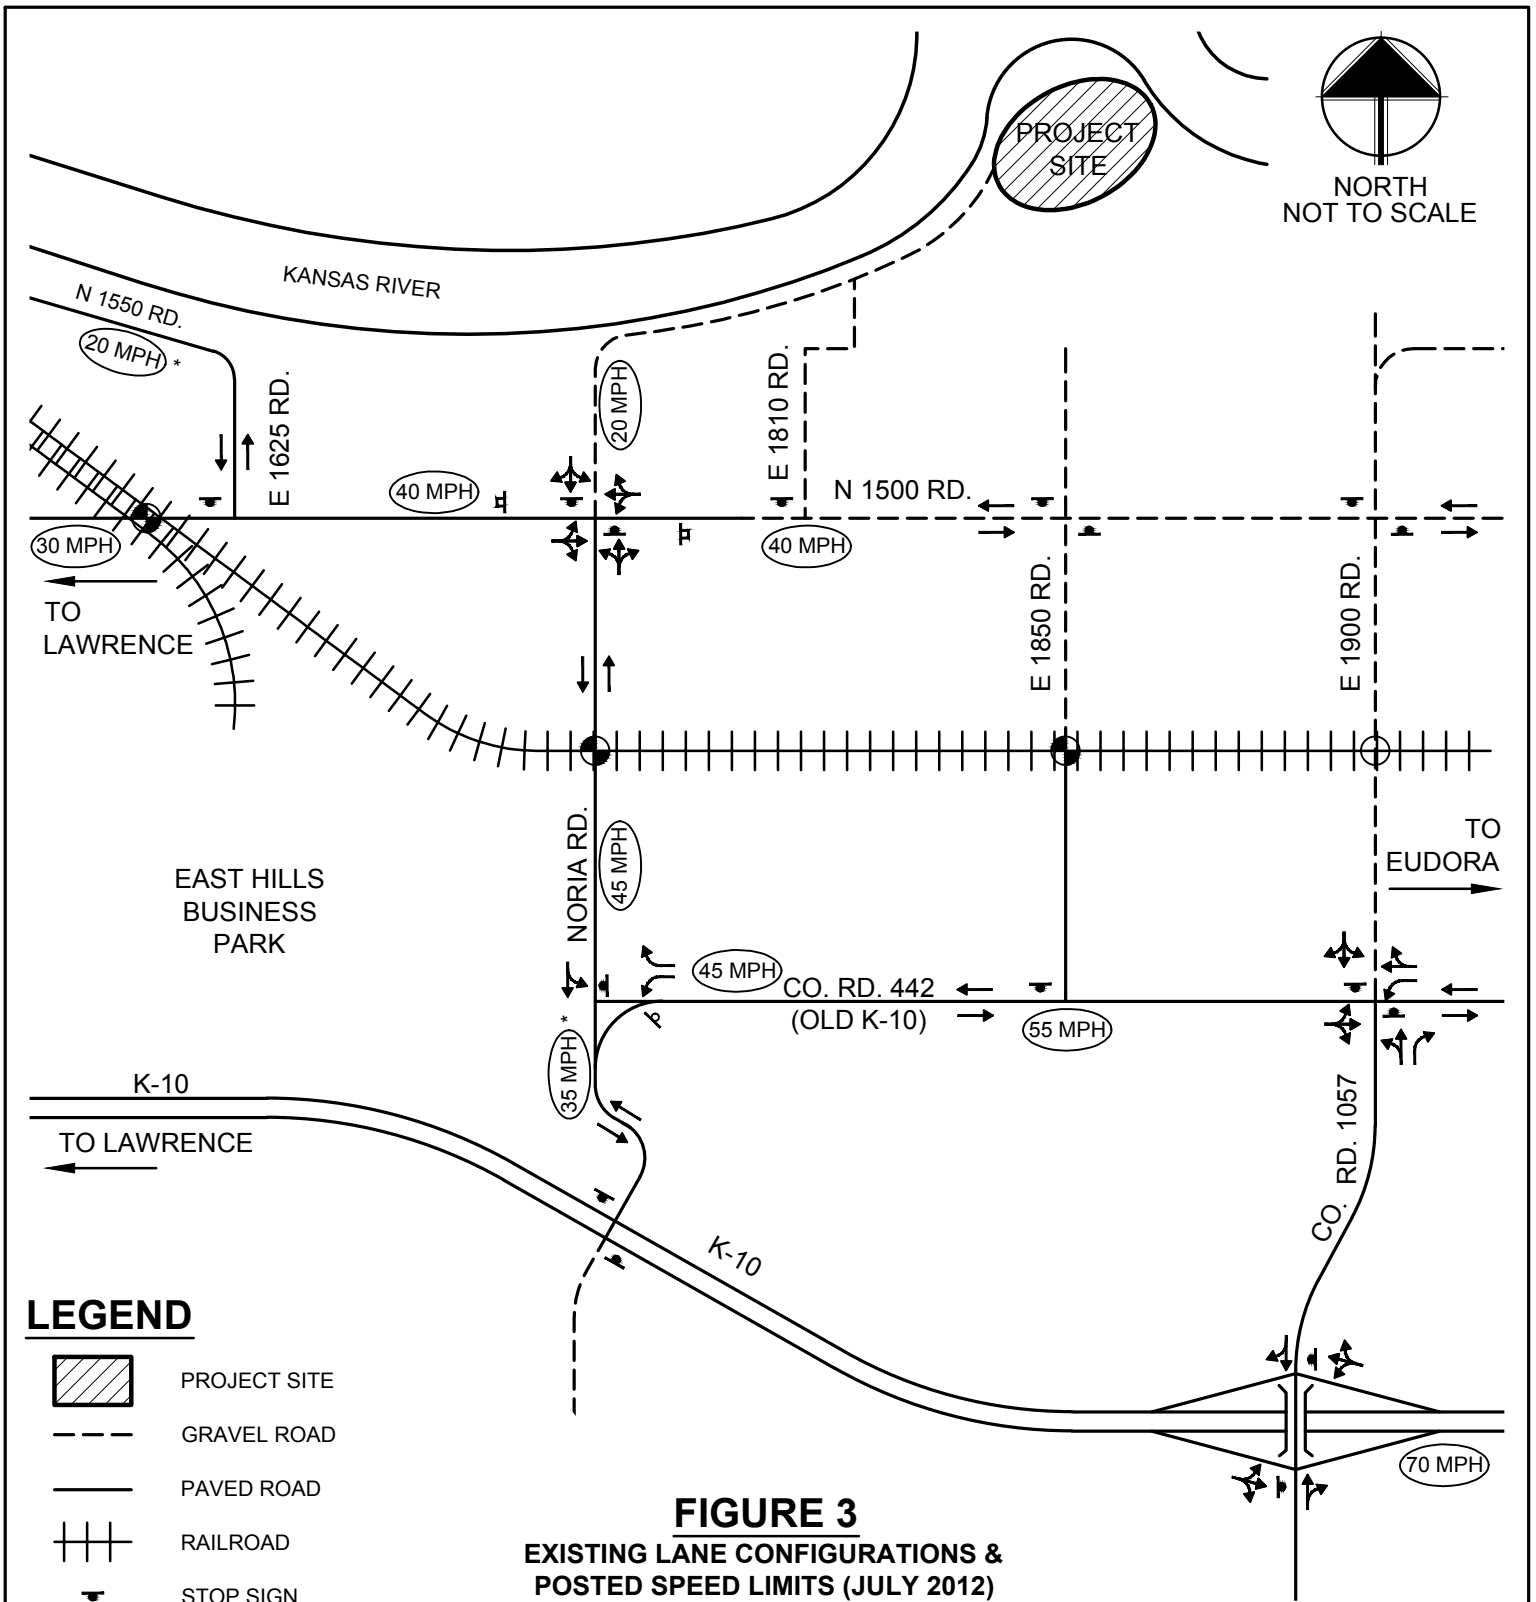 PROJECT
SITE
NORTH
NOT TO SCALE
KANSAS RIVER
N 1550 RD.
20 MPH *
E 1625 RD.
20 MPH
E 1810 RD.
40 MPH
N 1500 RD.
30 MPH
40 MPH
TO
LAWRENCE
E 1850 RD.
E 1900 RD.
NORIA RD.
45 MPH
TO
EUDORA
EAST HILLS
BUSINESS
PARK
45 MPH
CO. RD. 442
(OLD K-10)
55 MPH
35 MPH *
K-10
TO LAWRENCE
CO. RD. 1057
K-10
70 MPH
LEGEND
PROJECT SITE
GRAVEL ROAD
PAVED ROAD
RAILROAD
STOP SIGN
FIGURE 3
EXISTING LANE CONFIGURATIONS &
POSTED SPEED LIMITS (JULY 2012)